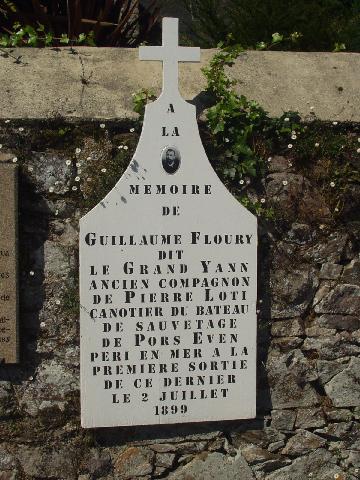 A
LA
MEMOIRE
DE
GUILLAUME FLOURY
DIT
LE GRAND YANN
ANCIEN COMPAGNON
DE PIERRE LOTI
CANOTIER DU BATEAU
DE SAUVETAGE
DE PORS EVEN
PERI EN MER A LA
PREMIERE SORTIE
DE CE DERNIER
LE 2 JUILLET
1899